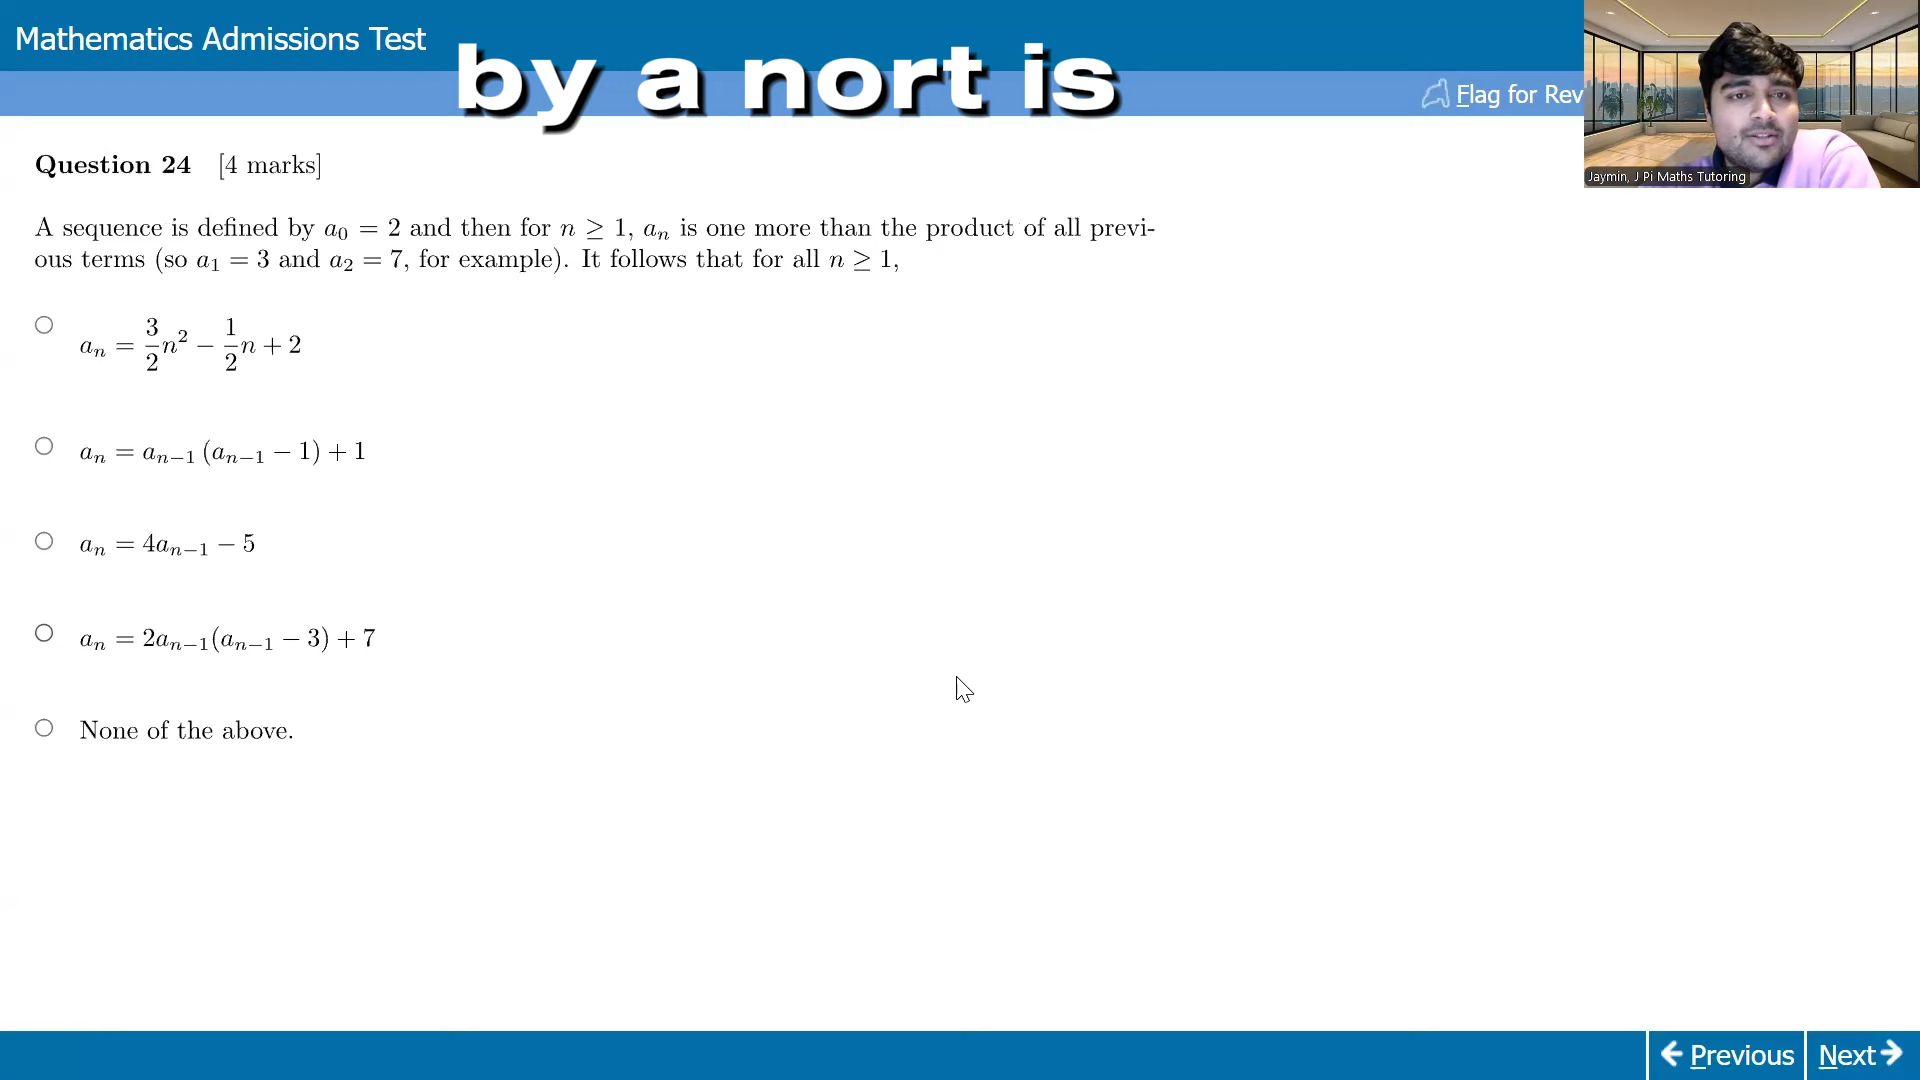 Mathematics Admissions Test
by a nort is
Flag for Rev
Jaymin, J Pi Maths Tutoring
Question 24 [4 marks]
A sequence is defined by a₀ = 2 and then for n ≥ 1, aₙ is one more than the product of all previ-
ous terms (so a₁ = 3 and a₂ = 7, for example). It follows that for all n ≥ 1,
aₙ = 3/2 n² − 1/2 n + 2
aₙ = aₙ₋₁ (aₙ₋₁ − 1) + 1
aₙ = 4aₙ₋₁ − 5
aₙ = 2aₙ₋₁(aₙ₋₁ − 3) + 7
None of the above.
Previous Next